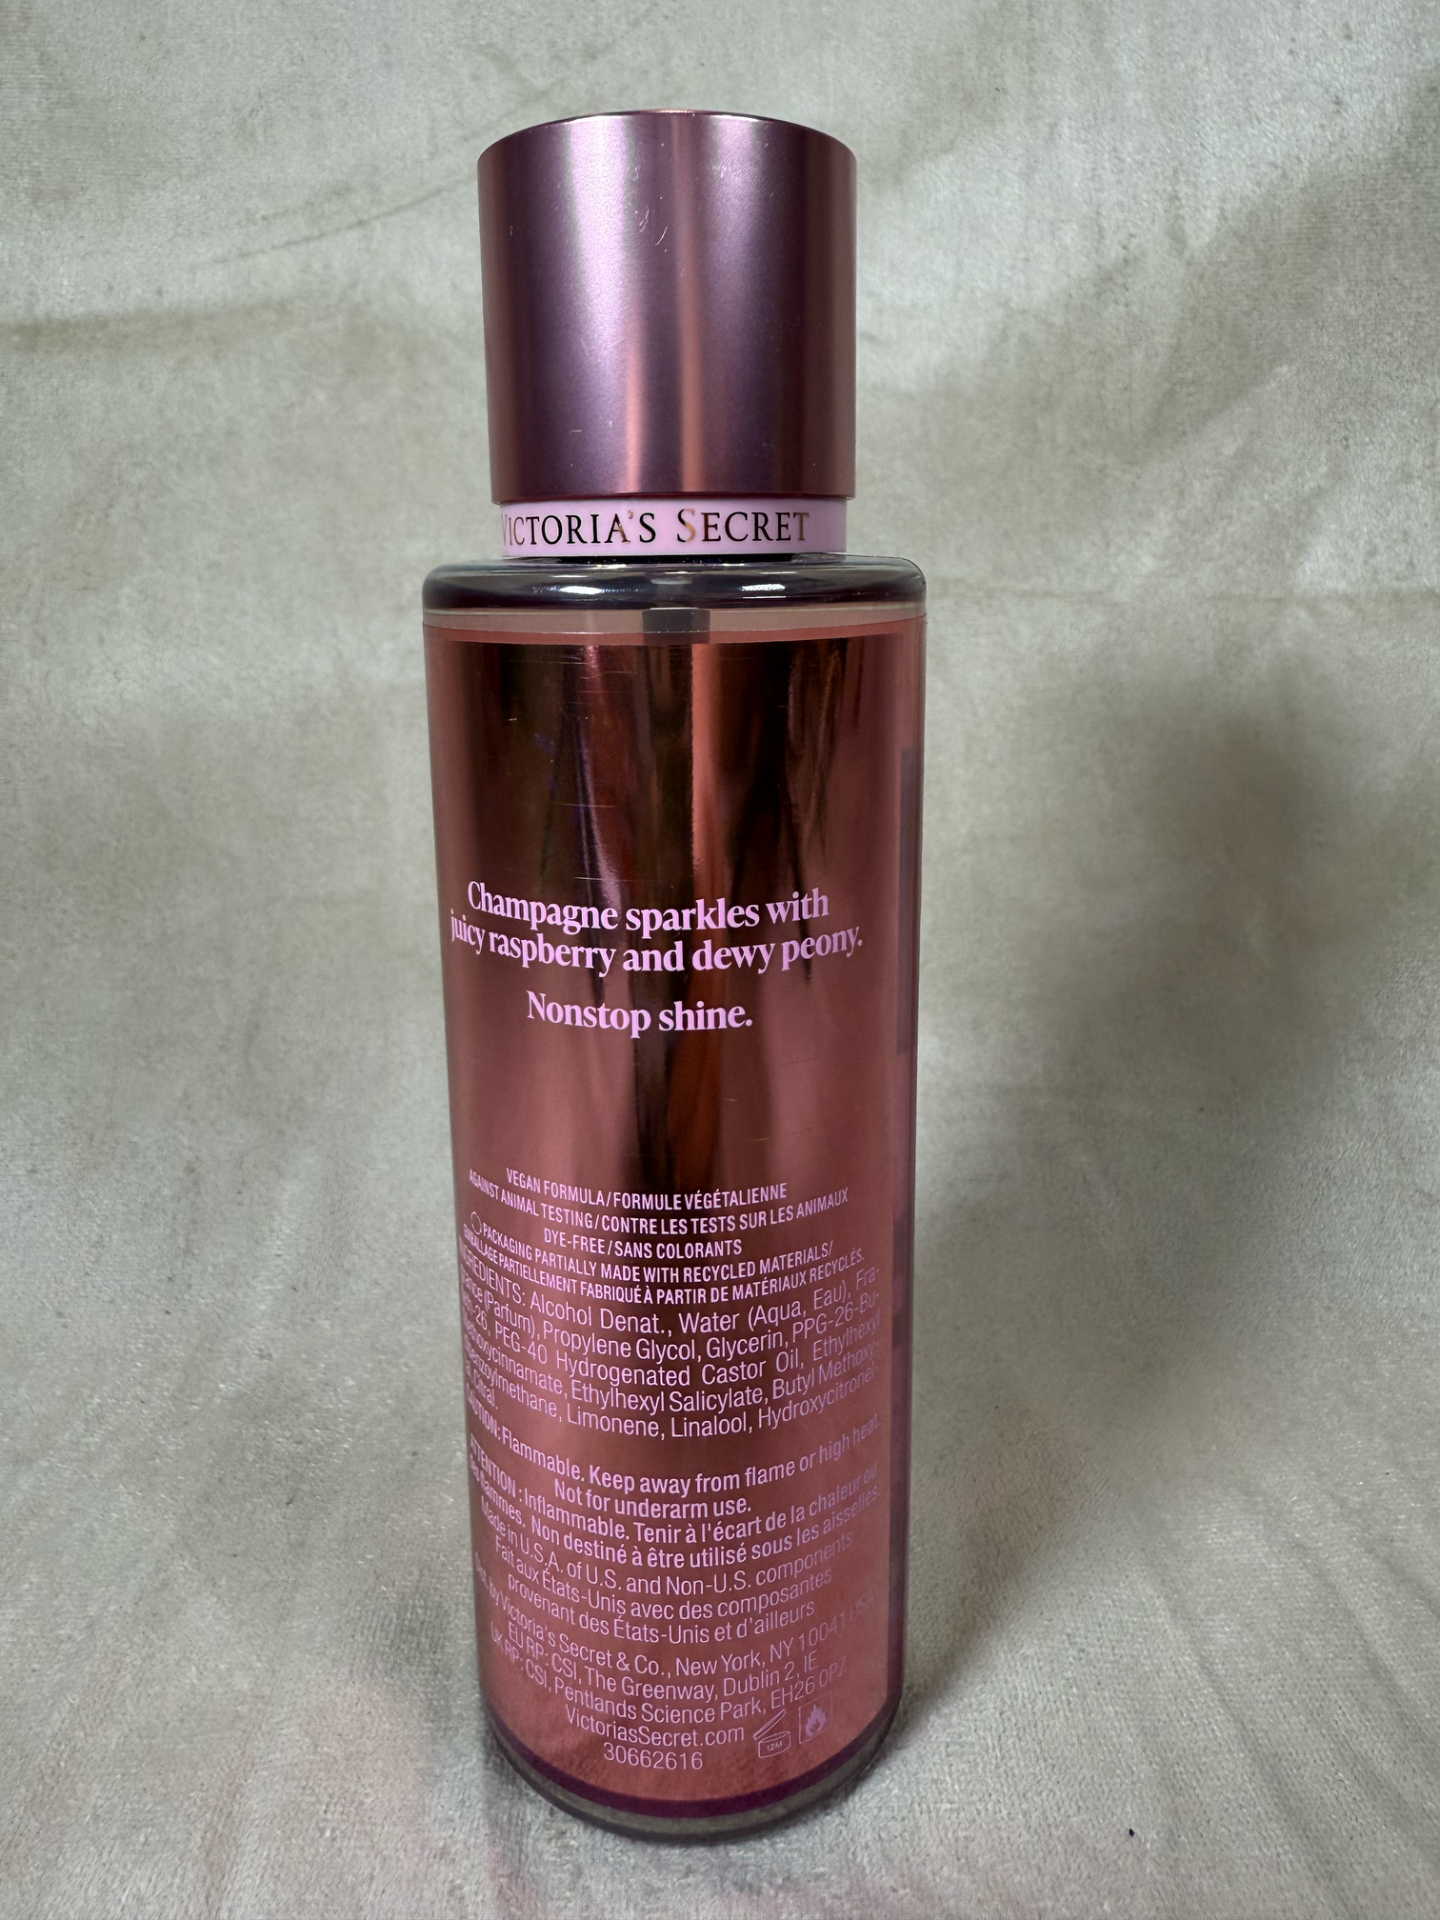 VICTORIA'S SECRET
Champagne sparkles with
juicy raspberry and dewy peony.
Nonstop shine.
VEGAN FORMULA/FORMULE VÉGÉTALIENNE
AGAINST ANIMAL TESTING/CONTRE LES TESTS SUR LES ANIMAUX
DYE-FREE/SANS COLORANTS
PACKAGING PARTIALLY MADE WITH RECYCLED MATERIALS/
EMBALLAGE PARTIELLEMENT FABRIQUÉ À PARTIR DE MATÉRIAUX RECYCLÉS.
INGREDIENTS: Alcohol Denat., Water (Aqua, Eau), Fra-
(Parfum), Propylene Glycol, Glycerin, PPG-26-Bu-
PEG-40 Hydrogenated Castor Oil, Ethylhexyl
Ethylhexyl Salicylate, Butyl Methoxy-
Limonene, Linalool, Hydroxycitronel-
Citral.
CAUTION: Flammable. Keep away from flame or high heat.
Not for underarm use.
ATTENTION : Inflammable. Tenir à l'écart de la chaleur ou
des flammes. Non destiné à être utilisé sous les aisselles.
Made in U.S.A. of U.S. and Non-U.S. components
Fait aux États-Unis avec des composantes
provenant des États-Unis et d'ailleurs
by Victoria's Secret & Co., New York, NY 10041 USA
EU RP: CSI, The Greenway, Dublin 2, IE
UK RP: CSI, Pentlands Science Park, EH26 0PZ
VictoriasSecret.com
12M
30662616